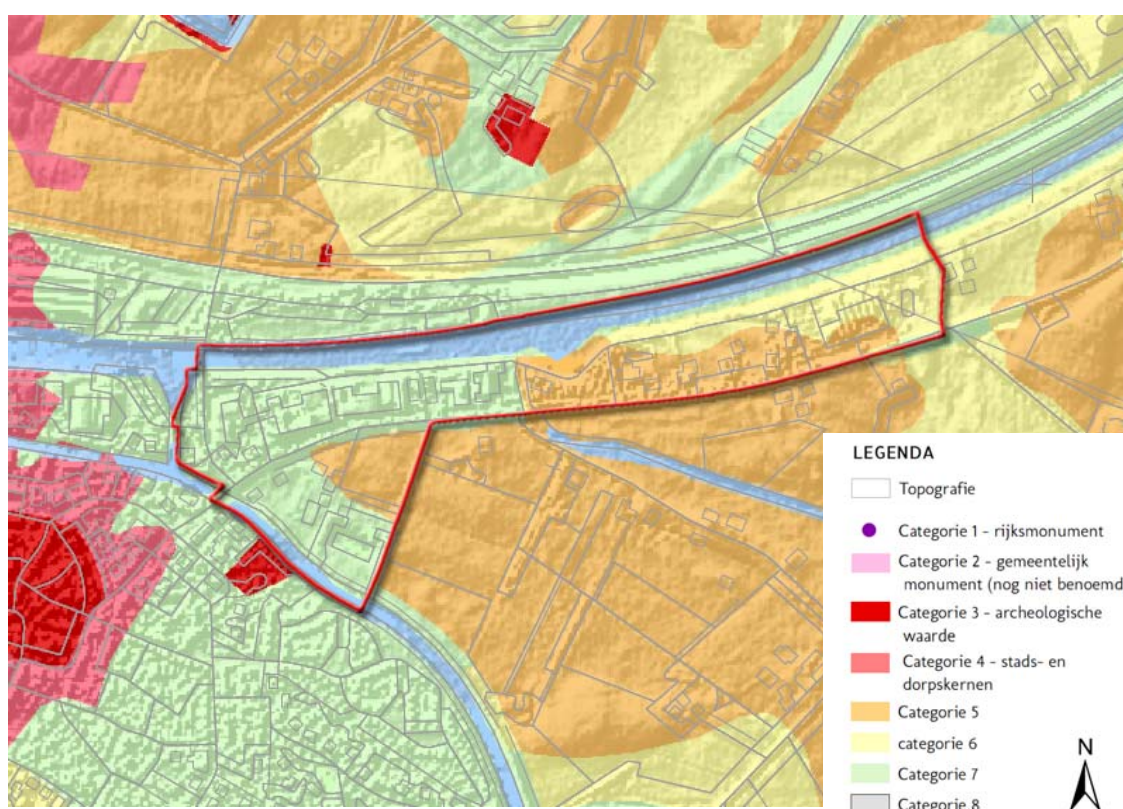 LEGENDA
Topografie
Categorie 1 - rijksmonument
Categorie 2 - gemeentelijk
monument (nog niet benoemd
Categorie 3 - archeologische
waarde
Categorie 4 - stads- en
dorpskernen
Categorie 5
categorie 6
Categorie 7
Categorie 8
N